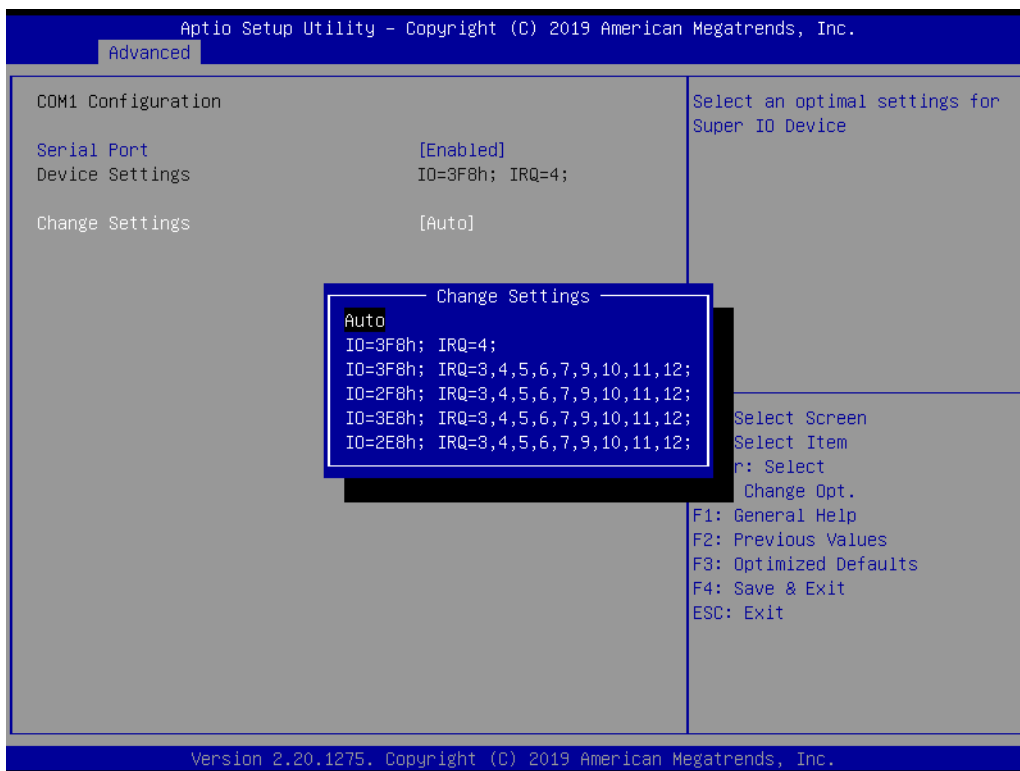 Aptio Setup Utility – Copyright (C) 2019 American Megatrends, Inc.
Advanced
COM1 Configuration
Serial Port [Enabled]
Device Settings IO=3F8h; IRQ=4;
Change Settings [Auto]
Select an optimal settings for
Super IO Device
Change Settings
Auto
IO=3F8h; IRQ=4;
IO=3F8h; IRQ=3,4,5,6,7,9,10,11,12;
IO=2F8h; IRQ=3,4,5,6,7,9,10,11,12;
IO=3E8h; IRQ=3,4,5,6,7,9,10,11,12;
IO=2E8h; IRQ=3,4,5,6,7,9,10,11,12;
Select Screen
Select Item
r: Select
Change Opt.
F1: General Help
F2: Previous Values
F3: Optimized Defaults
F4: Save & Exit
ESC: Exit
Version 2.20.1275. Copyright (C) 2019 American Megatrends, Inc.